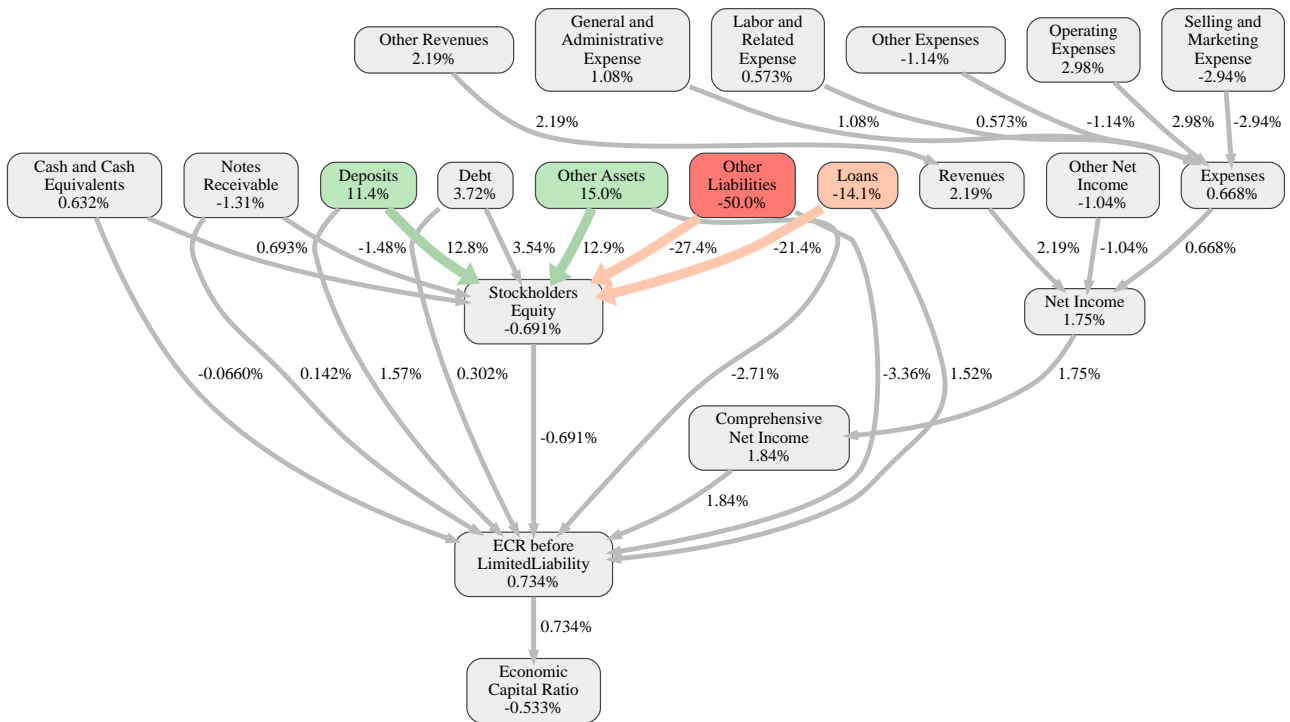 Other Revenues
2.19%
General and
Administrative
Expense
1.08%
Labor and
Related
Expense
0.573%
Other Expenses
-1.14%
Operating
Expenses
2.98%
Selling and
Marketing
Expense
-2.94%
2.19%
1.08%
0.573%
-1.14%
2.98%
-2.94%
Cash and Cash
Equivalents
0.632%
Notes
Receivable
-1.31%
Deposits
11.4%
Debt
3.72%
Other Assets
15.0%
Other
Liabilities
-50.0%
Loans
-14.1%
Revenues
2.19%
Other Net
Income
-1.04%
Expenses
0.668%
0.693%
-1.48%
12.8%
3.54%
12.9%
-27.4%
-21.4%
2.19%
-1.04%
0.668%
Stockholders
Equity
-0.691%
Net Income
1.75%
-0.0660%
0.142%
1.57%
0.302%
-2.71%
-3.36%
1.52%
1.75%
-0.691%
Comprehensive
Net Income
1.84%
1.84%
ECR before
LimitedLiability
0.734%
0.734%
Economic
Capital Ratio
-0.533%